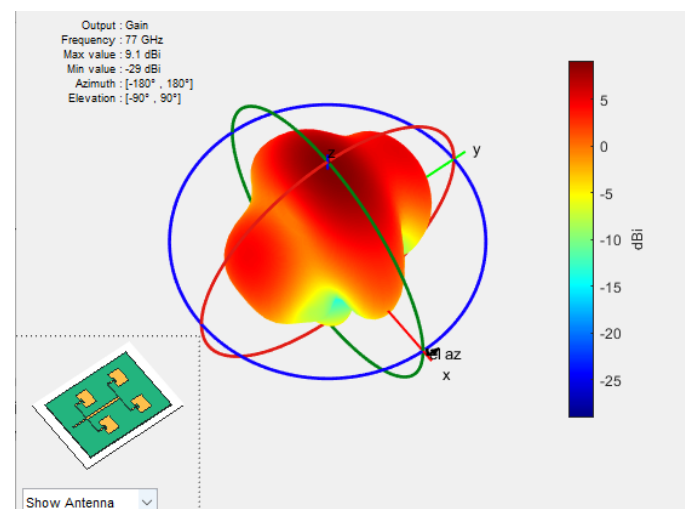 Output : Gain
Frequency : 77 GHz
Max value : 9.1 dBi
Min value : -29 dBi
Azimuth : [-180° , 180°]
Elevation : [-90° , 90°]
z
y
el az
x
5
0
-5
-10
-15
-20
-25
dBi
Show Antenna